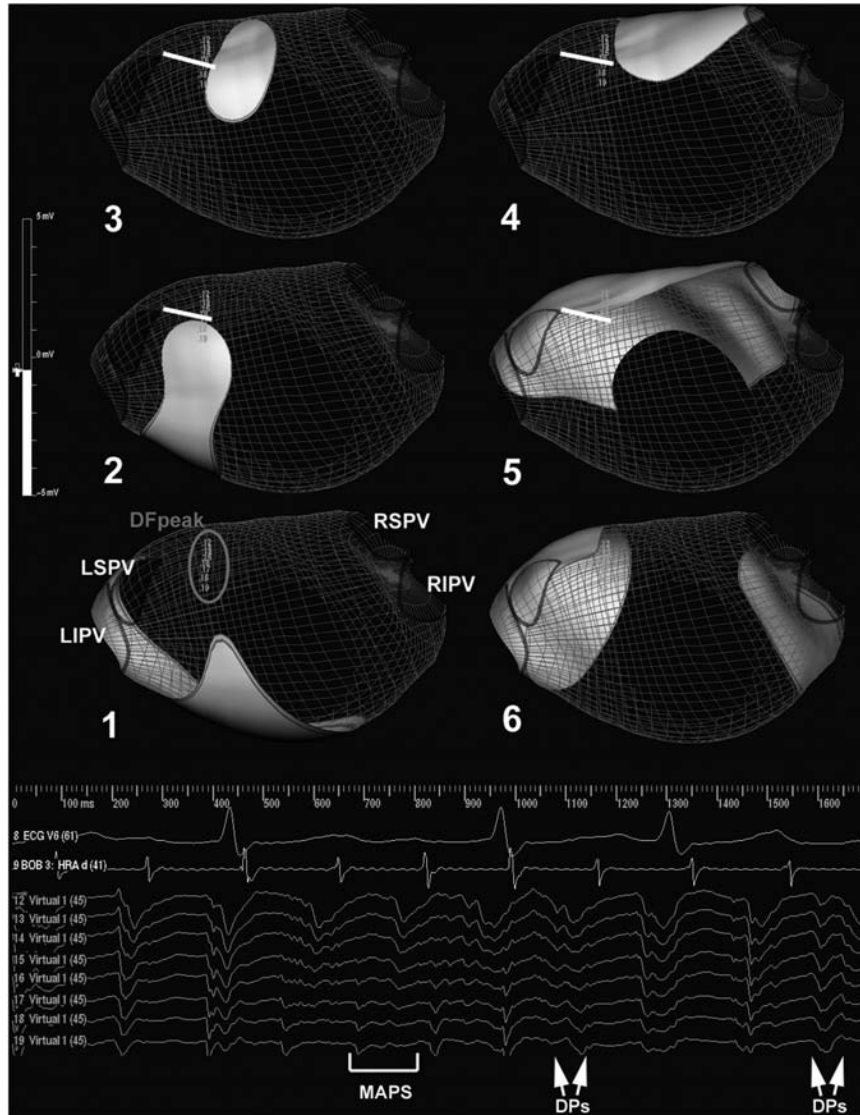 3
4
5 mV
0 mV
-5 mV
2
5
DFpeak
RSPV
LSPV
RIPV
LIPV
1
6
0 100 ms 200 300 400 500 600 700 800 900 1000 1100 1200 1300 1400 1500 1600
8 ECG V6 (61)
9 BOB 3: HRA d (41)
12 Virtual 1 (45)
13 Virtual 1 (45)
14 Virtual 1 (45)
15 Virtual 1 (45)
16 Virtual 1 (45)
17 Virtual 1 (45)
18 Virtual 1 (45)
19 Virtual 1 (45)
MAPS
DPs
DPs